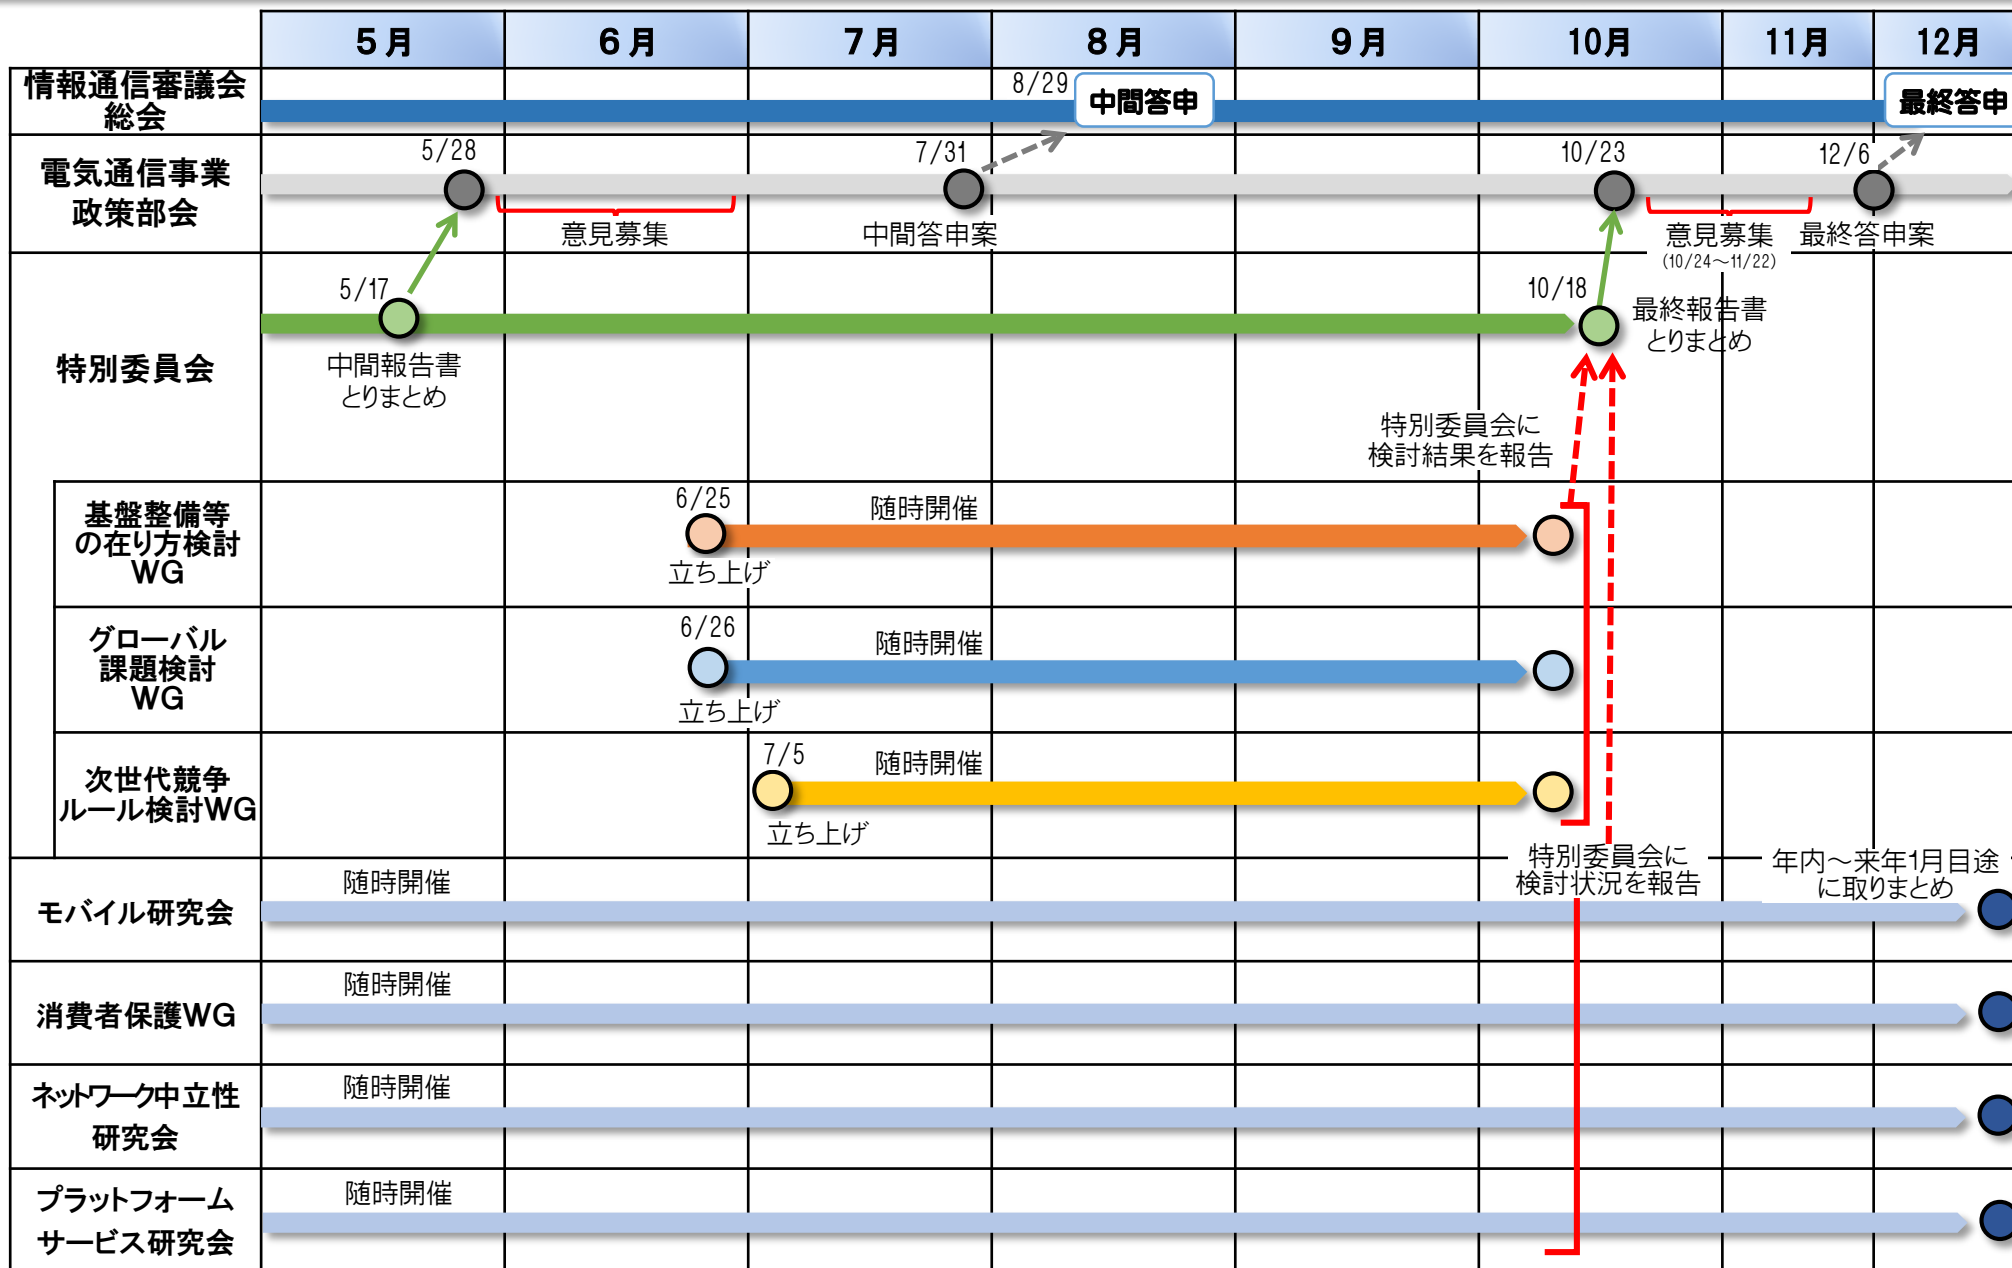 5月 6月 7月 8月 9月 10月 11月 12月
情報通信審議会
総会
8/29
中間答申
最終答申
電気通信事業
政策部会
5/28
7/31
10/23
12/6
意見募集
中間答申案
意見募集
(10/24～11/22)
最終答申案
特別委員会
5/17
中間報告書
とりまとめ
10/18
最終報告書
とりまとめ
特別委員会に
検討結果を報告
基盤整備等
の在り方検討
WG
6/25
立ち上げ
随時開催
グローバル
課題検討
WG
6/26
立ち上げ
随時開催
次世代競争
ルール検討WG
7/5
立ち上げ
随時開催
特別委員会に
検討状況を報告
年内～来年1月目途
に取りまとめ
モバイル研究会
随時開催
消費者保護WG
随時開催
ネットワーク中立性
研究会
随時開催
プラットフォーム
サービス研究会
随時開催